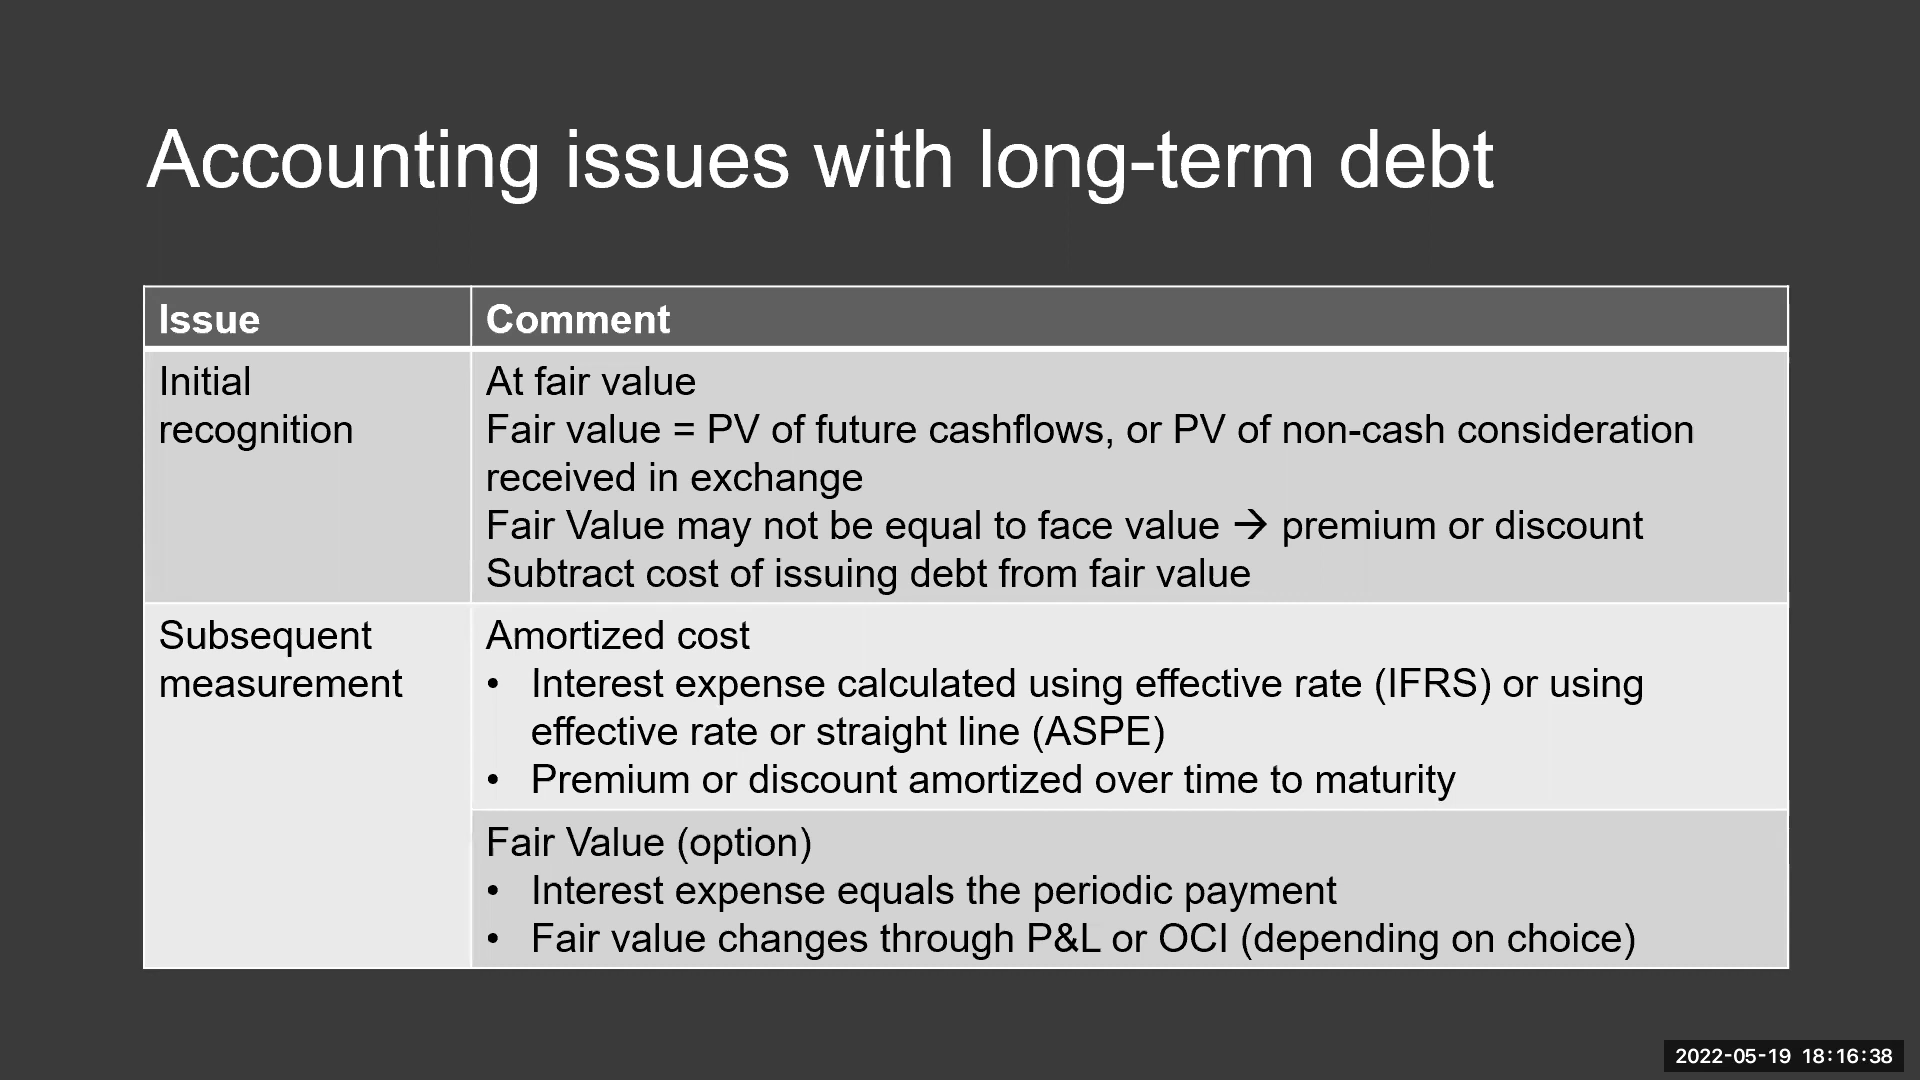 Accounting issues with long-term debt
Issue
Comment
Initial
recognition
At fair value
Fair value = PV of future cashflows, or PV of non-cash consideration
received in exchange
Fair Value may not be equal to face value → premium or discount
Subtract cost of issuing debt from fair value
Subsequent
measurement
Amortized cost
• Interest expense calculated using effective rate (IFRS) or using
effective rate or straight line (ASPE)
• Premium or discount amortized over time to maturity
Fair Value (option)
• Interest expense equals the periodic payment
• Fair value changes through P&L or OCI (depending on choice)
2022-05-19 18:16:38